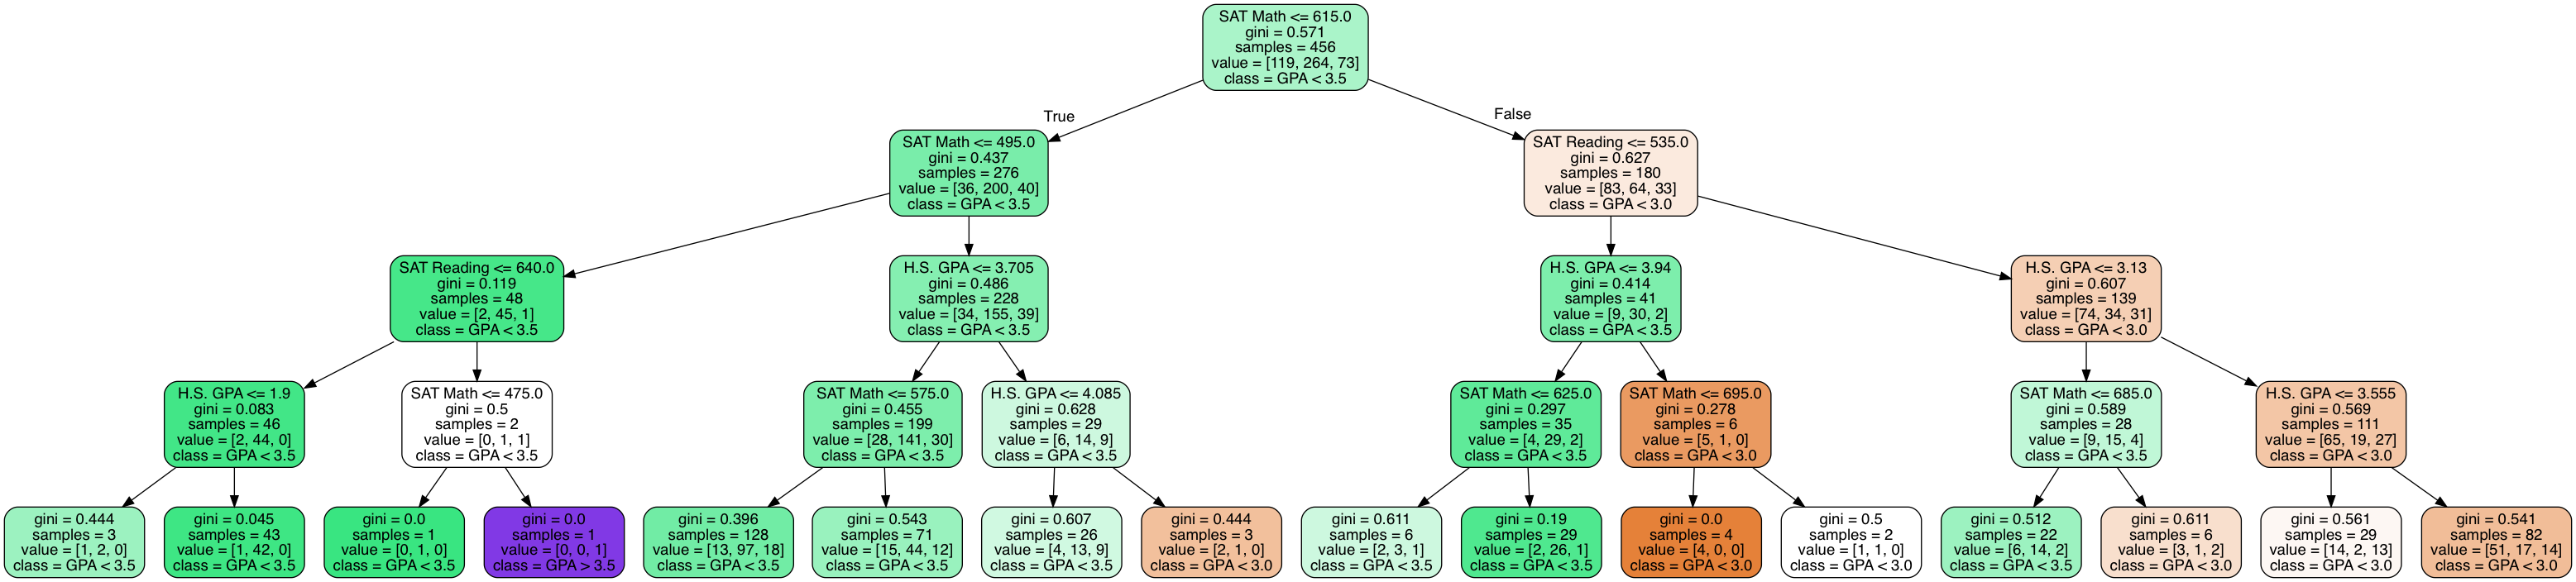 SAT Math <= 615.0
gini = 0.571
samples = 456
value = [119, 264, 73]
class = GPA < 3.5
True
False
SAT Math <= 495.0
gini = 0.437
samples = 276
value = [36, 200, 40]
class = GPA < 3.5
SAT Reading <= 535.0
gini = 0.627
samples = 180
value = [83, 64, 33]
class = GPA < 3.0
SAT Reading <= 640.0
gini = 0.119
samples = 48
value = [2, 45, 1]
class = GPA < 3.5
H.S. GPA <= 3.705
gini = 0.486
samples = 228
value = [34, 155, 39]
class = GPA < 3.5
H.S. GPA <= 3.94
gini = 0.414
samples = 41
value = [9, 30, 2]
class = GPA < 3.5
H.S. GPA <= 3.13
gini = 0.607
samples = 139
value = [74, 34, 31]
class = GPA < 3.0
H.S. GPA <= 1.9
gini = 0.083
samples = 46
value = [2, 44, 0]
class = GPA < 3.5
SAT Math <= 475.0
gini = 0.5
samples = 2
value = [0, 1, 1]
class = GPA < 3.5
SAT Math <= 575.0
gini = 0.455
samples = 199
value = [28, 141, 30]
class = GPA < 3.5
H.S. GPA <= 4.085
gini = 0.628
samples = 29
value = [6, 14, 9]
class = GPA < 3.5
SAT Math <= 625.0
gini = 0.297
samples = 35
value = [4, 29, 2]
class = GPA < 3.5
SAT Math <= 695.0
gini = 0.278
samples = 6
value = [5, 1, 0]
class = GPA < 3.0
SAT Math <= 685.0
gini = 0.589
samples = 28
value = [9, 15, 4]
class = GPA < 3.5
H.S. GPA <= 3.555
gini = 0.569
samples = 111
value = [65, 19, 27]
class = GPA < 3.0
gini = 0.444
samples = 3
value = [1, 2, 0]
class = GPA < 3.5
gini = 0.045
samples = 43
value = [1, 42, 0]
class = GPA < 3.5
gini = 0.0
samples = 1
value = [0, 1, 0]
class = GPA < 3.5
gini = 0.0
samples = 1
value = [0, 0, 1]
class = GPA > 3.5
gini = 0.396
samples = 128
value = [13, 97, 18]
class = GPA < 3.5
gini = 0.543
samples = 71
value = [15, 44, 12]
class = GPA < 3.5
gini = 0.607
samples = 26
value = [4, 13, 9]
class = GPA < 3.5
gini = 0.444
samples = 3
value = [2, 1, 0]
class = GPA < 3.0
gini = 0.611
samples = 6
value = [2, 3, 1]
class = GPA < 3.5
gini = 0.19
samples = 29
value = [2, 26, 1]
class = GPA < 3.5
gini = 0.0
samples = 4
value = [4, 0, 0]
class = GPA < 3.0
gini = 0.5
samples = 2
value = [1, 1, 0]
class = GPA < 3.0
gini = 0.512
samples = 22
value = [6, 14, 2]
class = GPA < 3.5
gini = 0.611
samples = 6
value = [3, 1, 2]
class = GPA < 3.0
gini = 0.561
samples = 29
value = [14, 2, 13]
class = GPA < 3.0
gini = 0.541
samples = 82
value = [51, 17, 14]
class = GPA < 3.0